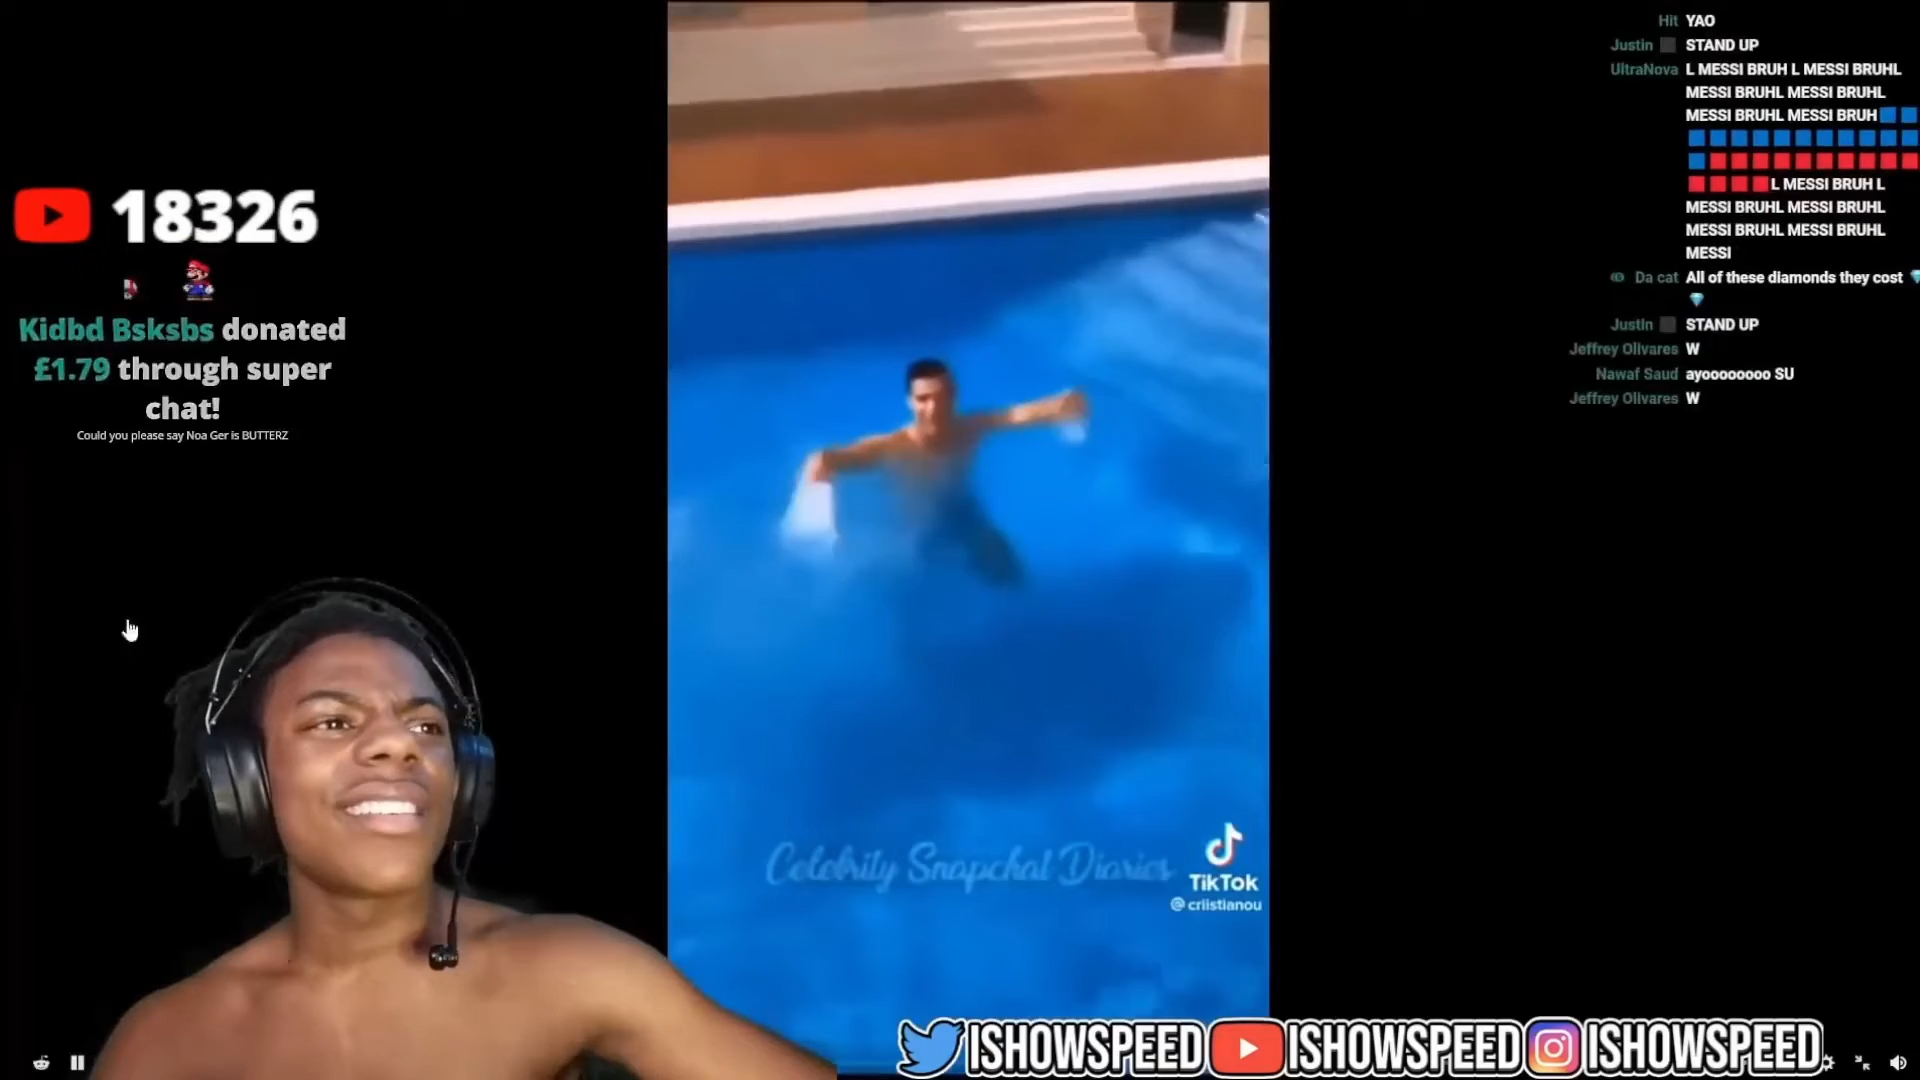 18326
Kidbd Bsksbs donated
£1.79 through super
chat!
Could you please say Noa Ger is BUTTERZ
Celebrity Snapchat Diaries
TikTok
@criistianou
Hit YAO
Justin STAND UP
UltraNova L MESSI BRUH L MESSI BRUHL
MESSI BRUHL MESSI BRUHL
MESSI BRUHL MESSI BRUH
L MESSI BRUH L
MESSI BRUHL MESSI BRUHL
MESSI BRUHL MESSI BRUHL
MESSI
Da cat All of these diamonds they cost
Justin STAND UP
Jeffrey Olivares W
Nawaf Saud ayoooooooo SU
Jeffrey Olivares W
ISHOWSPEED ISHOWSPEED ISHOWSPEED